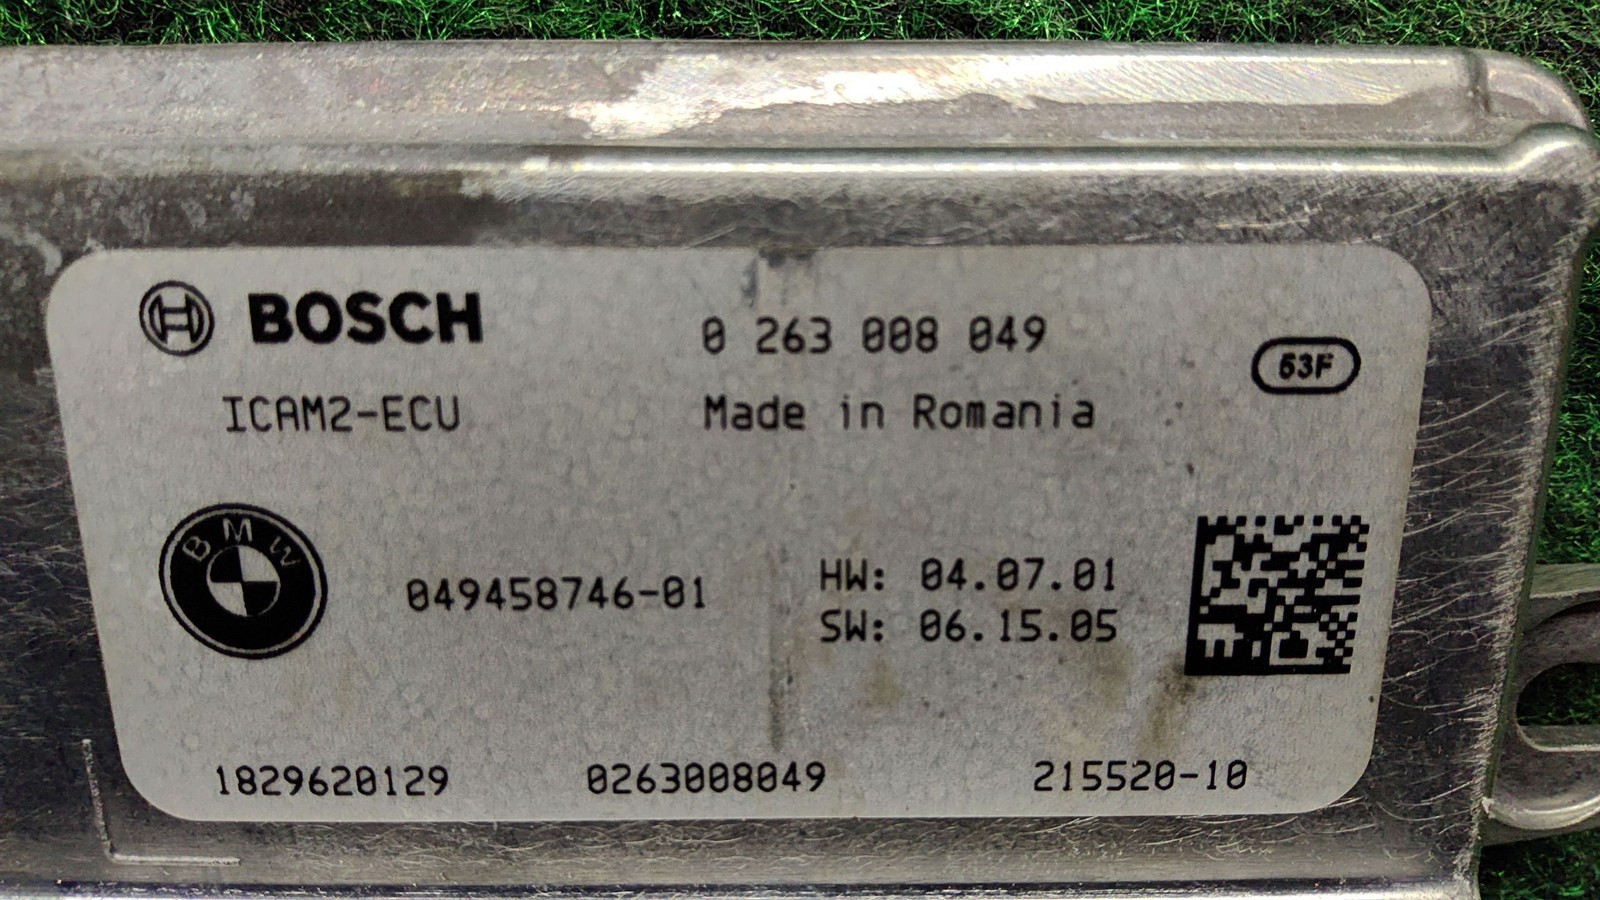 BOSCH
0 263 008 049
53F
ICAM2-ECU
Made in Romania
BMW
049458746-01
HW: 04.07.01
SW: 06.15.05
1829620129
0263008049
215520-10